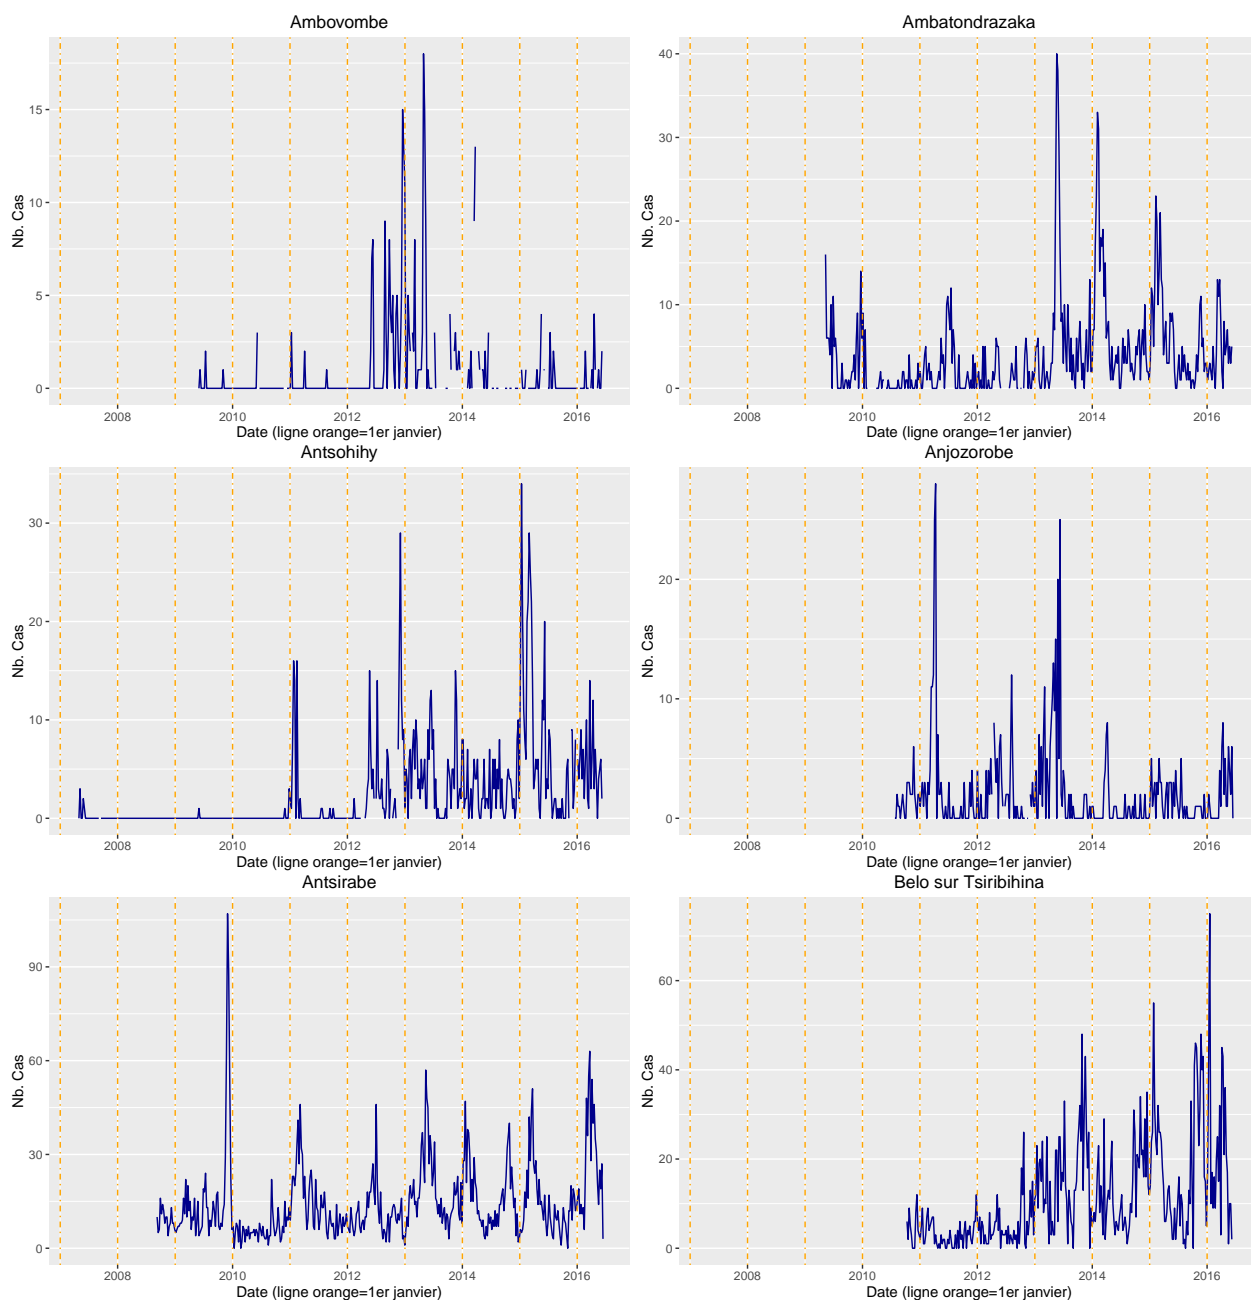 Ambovombe
Nb. Cas
15
10
5
0
2008 2010 2012 2014 2016
Date (ligne orange=1er janvier)
Ambatondrazaka
Nb. Cas
40
30
20
10
0
2008 2010 2012 2014 2016
Date (ligne orange=1er janvier)
Antsohihy
Nb. Cas
30
20
10
0
2008 2010 2012 2014 2016
Date (ligne orange=1er janvier)
Anjozorobe
Nb. Cas
20
10
0
2008 2010 2012 2014 2016
Date (ligne orange=1er janvier)
Antsirabe
Nb. Cas
90
60
30
0
2008 2010 2012 2014 2016
Date (ligne orange=1er janvier)
Belo sur Tsiribihina
Nb. Cas
60
40
20
0
2008 2010 2012 2014 2016
Date (ligne orange=1er janvier)